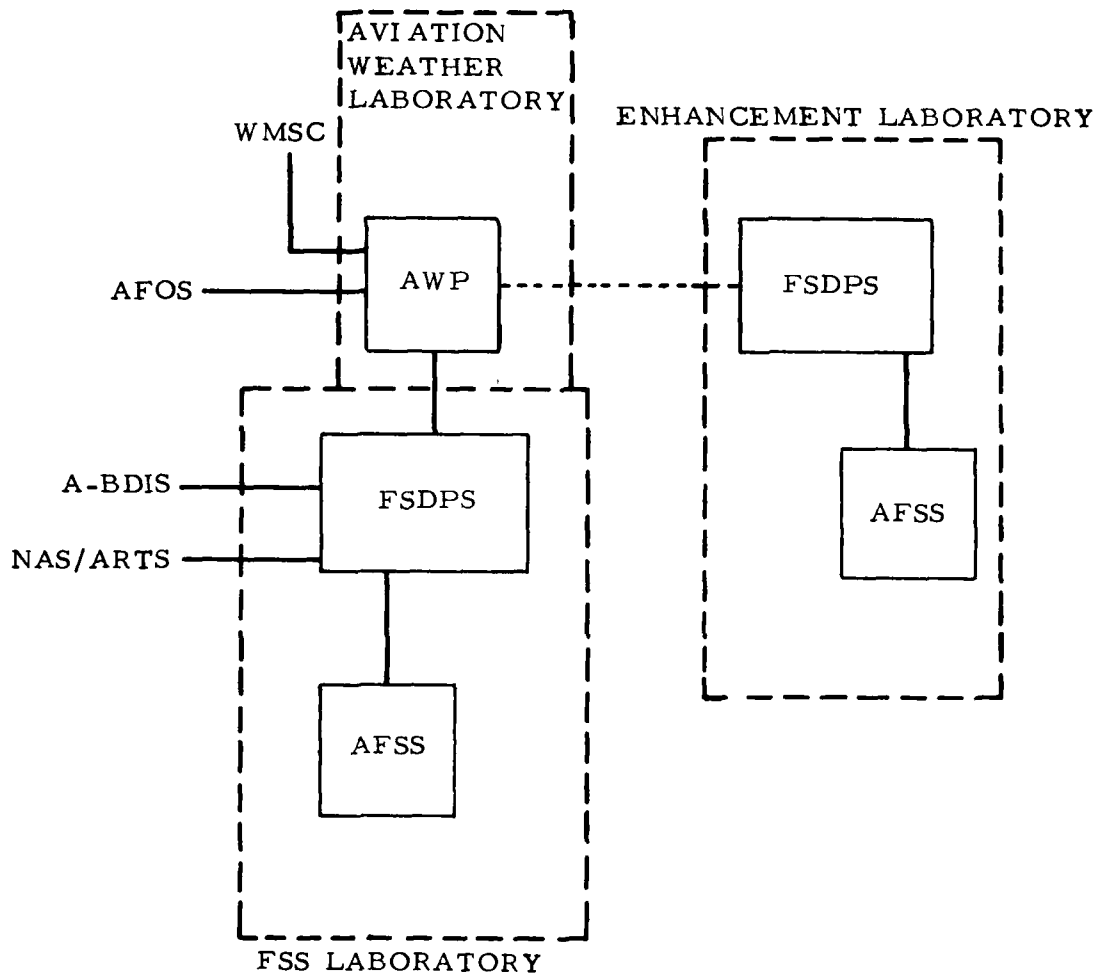 AVIATION
WEATHER
LABORATORY
WMSC
ENHANCEMENT LABORATORY
AWP
FSDPS
AFOS
A-BDIS
FSDPS
AFSS
NAS/ARTS
AFSS
FSS LABORATORY